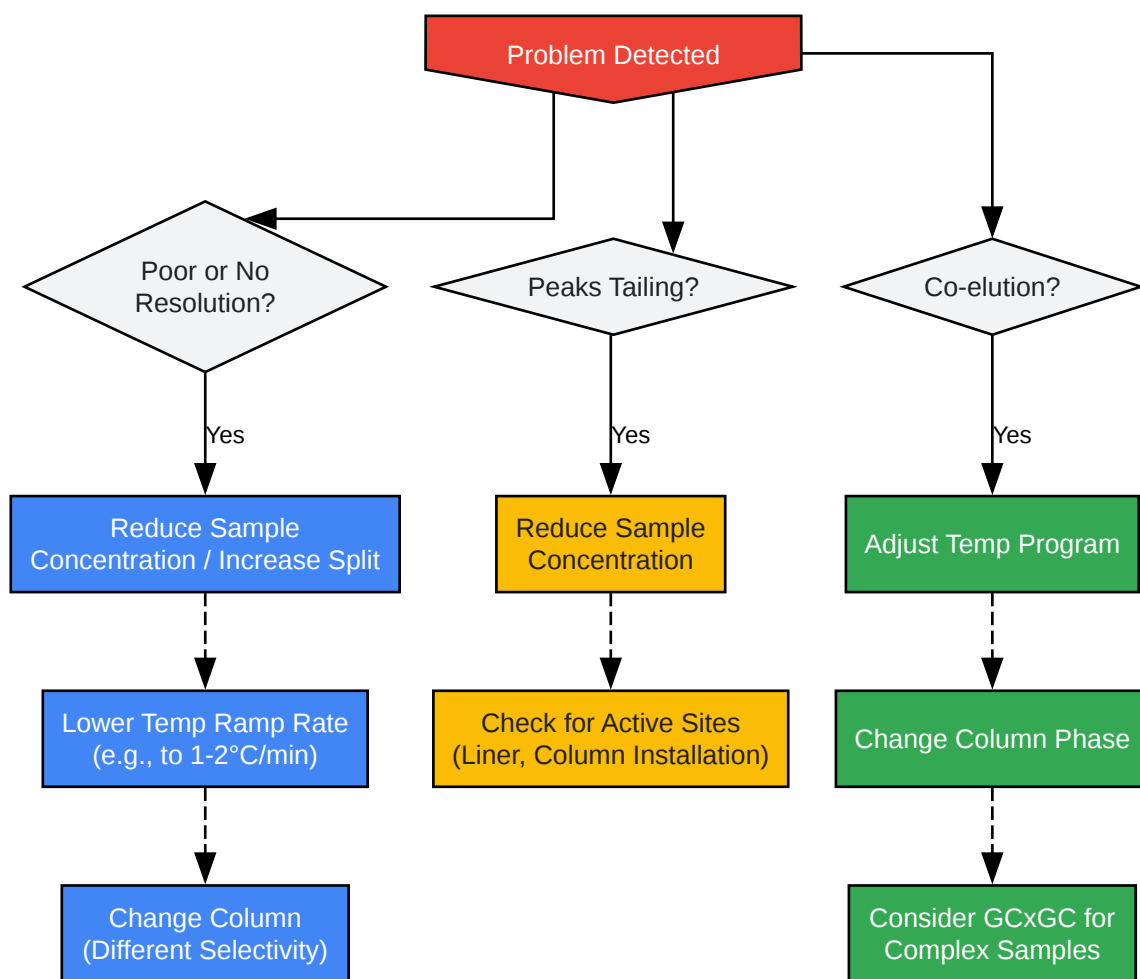 Problem Detected
Poor or No
Resolution?
Peaks Tailing?
Co-elution?
Yes
Yes
Yes
Reduce Sample
Concentration / Increase Split
Reduce Sample
Concentration
Adjust Temp Program
Lower Temp Ramp Rate
(e.g., to 1-2°C/min)
Check for Active Sites
(Liner, Column Installation)
Change Column Phase
Change Column
(Different Selectivity)
Consider GCxGC for
Complex Samples